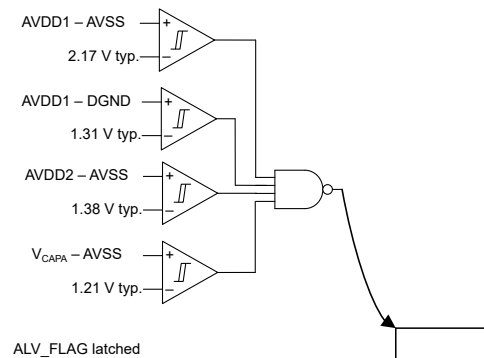 AVDD1 – AVSS
+
2.17 V typ.
–
AVDD1 – DGND
+
1.31 V typ.
–
AVDD2 – AVSS
+
1.38 V typ.
–
VCAPA – AVSS
+
1.21 V typ.
–
ALV_FLAG latched